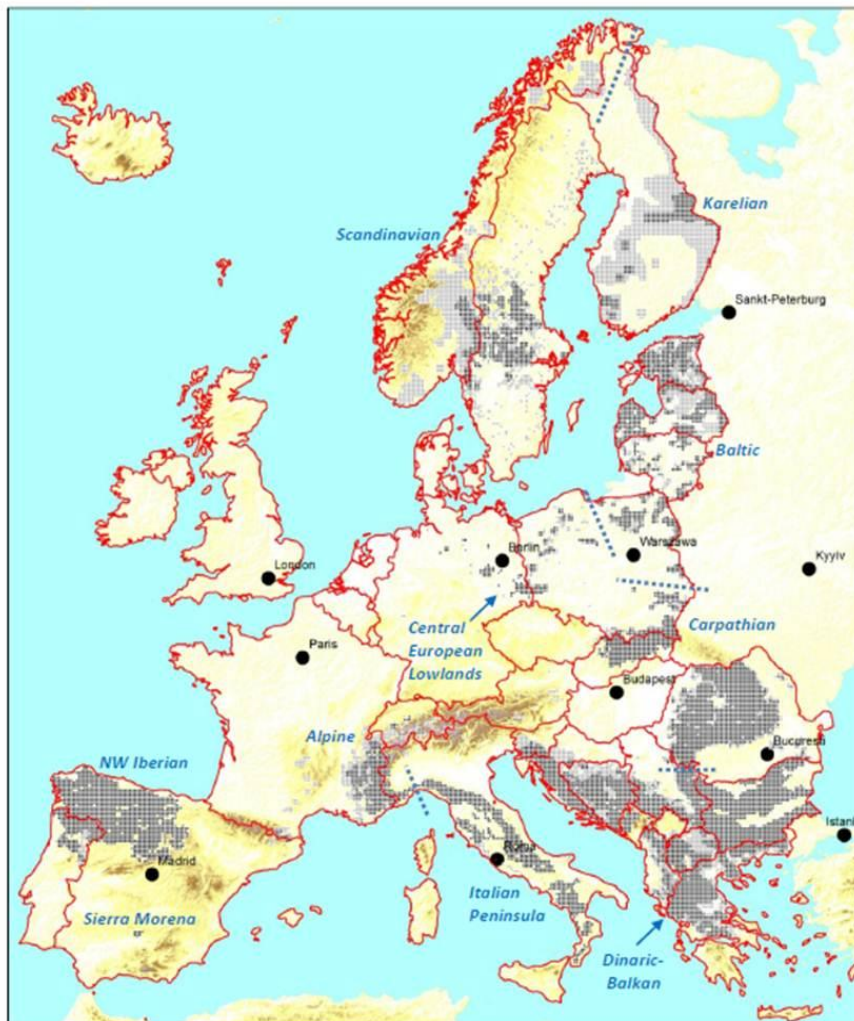 Karelian
Scandinavian
Sankt-Peterburg
Baltic
Berlin
Warszawa
Kyyiv
London
Central
European
Lowlands
Carpathian
Paris
Budapest
Alpine
NW Iberian
Bucuresti
Istan
Roma
Madrid
Sierra Morena
Italian
Peninsula
Dinaric-
Balkan